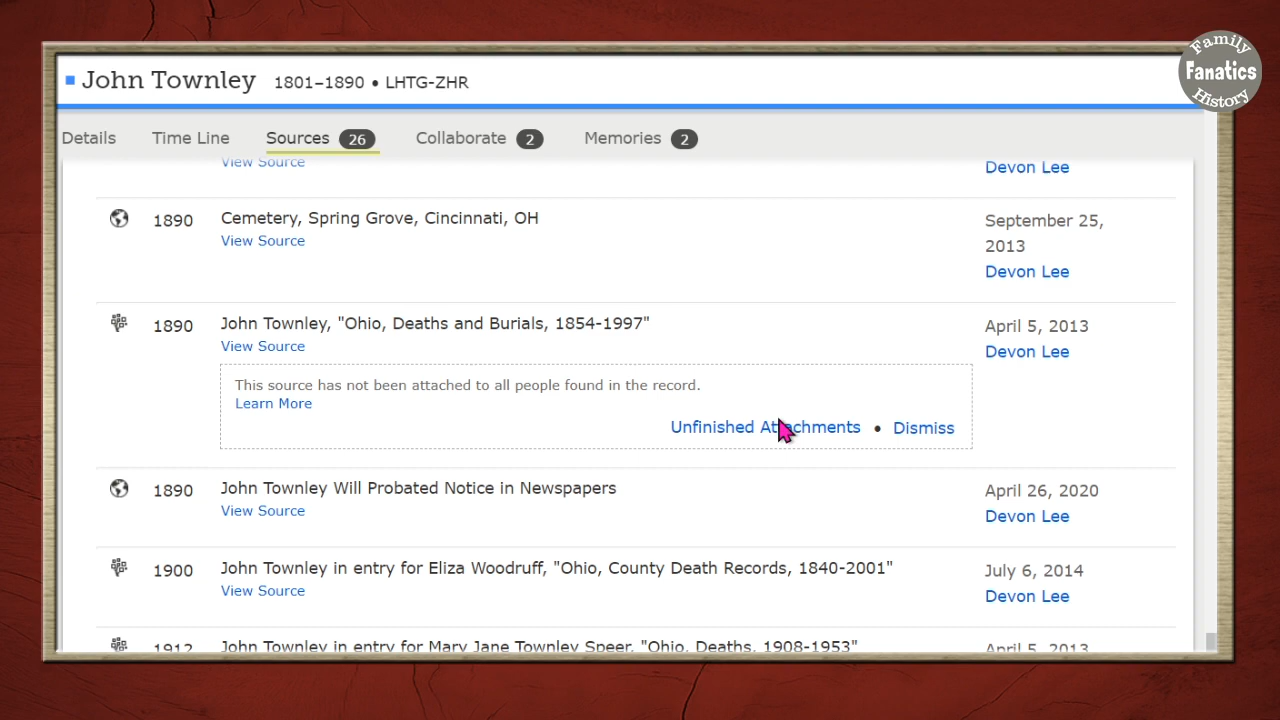 Family
Fanatics
History
John Townley 1801–1890 • LHTG-ZHR
Details Time Line Sources 26 Collaborate 2 Memories 2
View Source Devon Lee
1890 Cemetery, Spring Grove, Cincinnati, OH September 25,
View Source 2013
Devon Lee
1890 John Townley, "Ohio, Deaths and Burials, 1854-1997" April 5, 2013
View Source Devon Lee
This source has not been attached to all people found in the record.
Learn More
Unfinished Attachments • Dismiss
1890 John Townley Will Probated Notice in Newspapers April 26, 2020
View Source Devon Lee
1900 John Townley in entry for Eliza Woodruff, "Ohio, County Death Records, 1840-2001" July 6, 2014
View Source Devon Lee
1912 John Townley in entry for Mary Jane Townley Speer, "Ohio, Deaths, 1908-1953" April 5, 2013